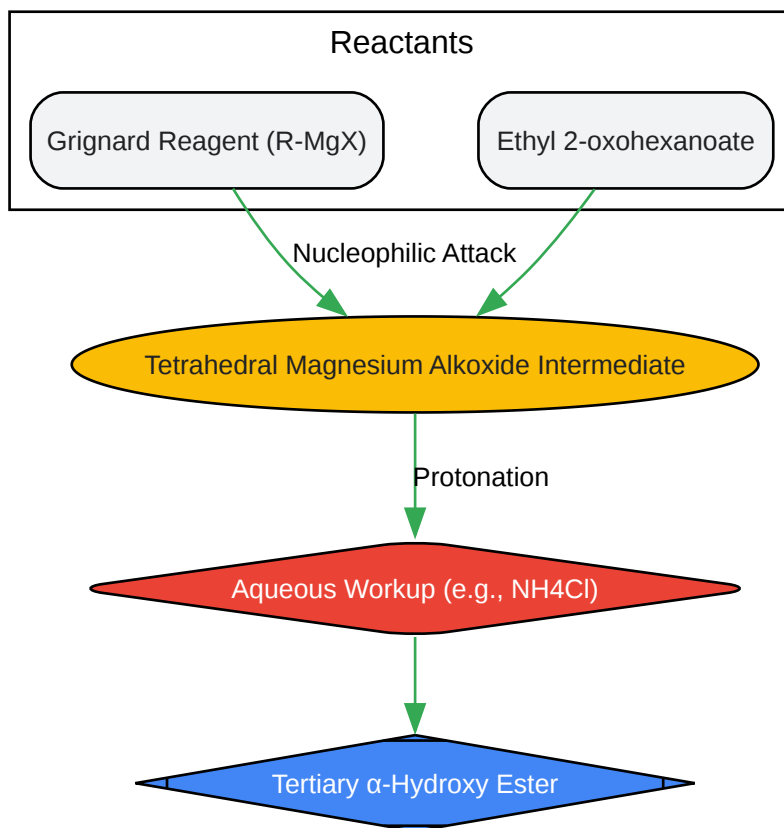 Reactants
Grignard Reagent (R-MgX)
Ethyl 2-oxohexanoate
Nucleophilic Attack
Tetrahedral Magnesium Alkoxide Intermediate
Protonation
Aqueous Workup (e.g., NH4Cl)
Tertiary α-Hydroxy Ester